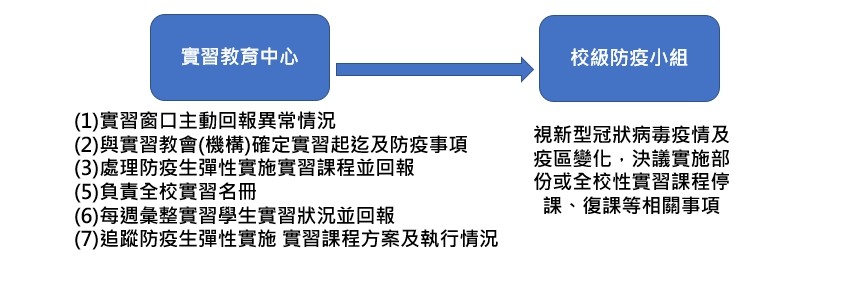 實習教育中心
校級防疫小組
(1)實習窗口主動回報異常情況
(2)與實習教會(機構)確定實習起迄及防疫事項
(3)處理防疫生彈性實施實習課程並回報
(5)負責全校實習名冊
(6)每週彙整實習學生實習狀況並回報
(7)追蹤防疫生彈性實施 實習課程方案及執行情況
視新型冠狀病毒疫情及
疫區變化，決議實施部
份或全校性實習課程停
課、復課等相關事項